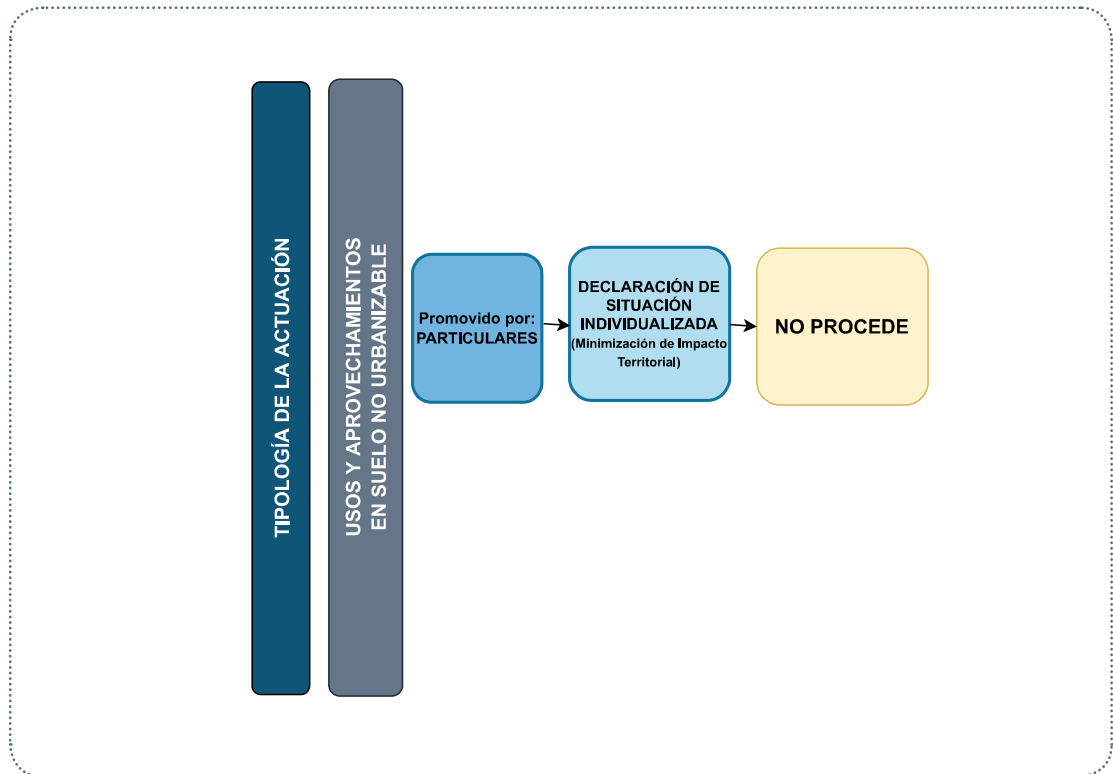 TIPOLOGÍA DE LA ACTUACIÓN
USOS Y APROVECHAMIENTOS
EN SUELO NO URBANIZABLE
Promovido por:
PARTICULARES
DECLARACIÓN DE
SITUACIÓN
INDIVIDUALIZADA
(Minimización de Impacto
Territorial)
NO PROCEDE